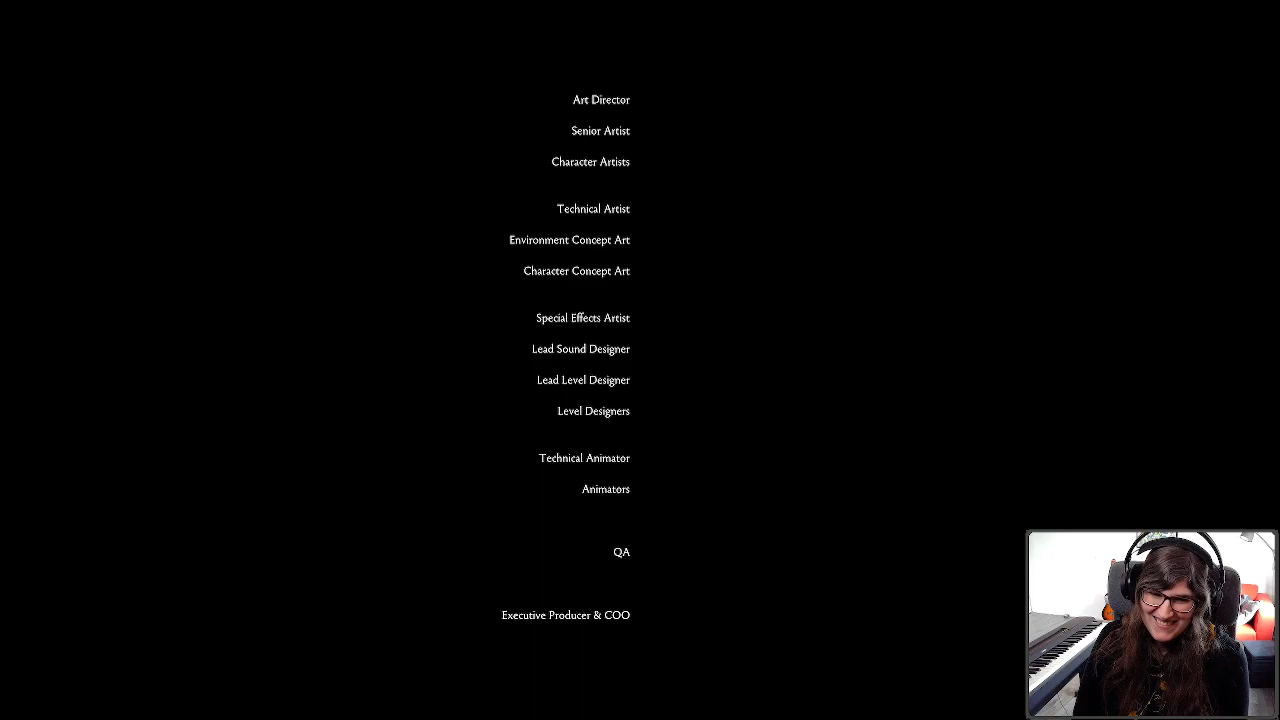 Art Director
Senior Artist
Character Artists
Technical Artist
Environment Concept Art
Character Concept Art
Special Effects Artist
Lead Sound Designer
Lead Level Designer
Level Designers
Technical Animator
Animators
QA
Executive Producer & COO